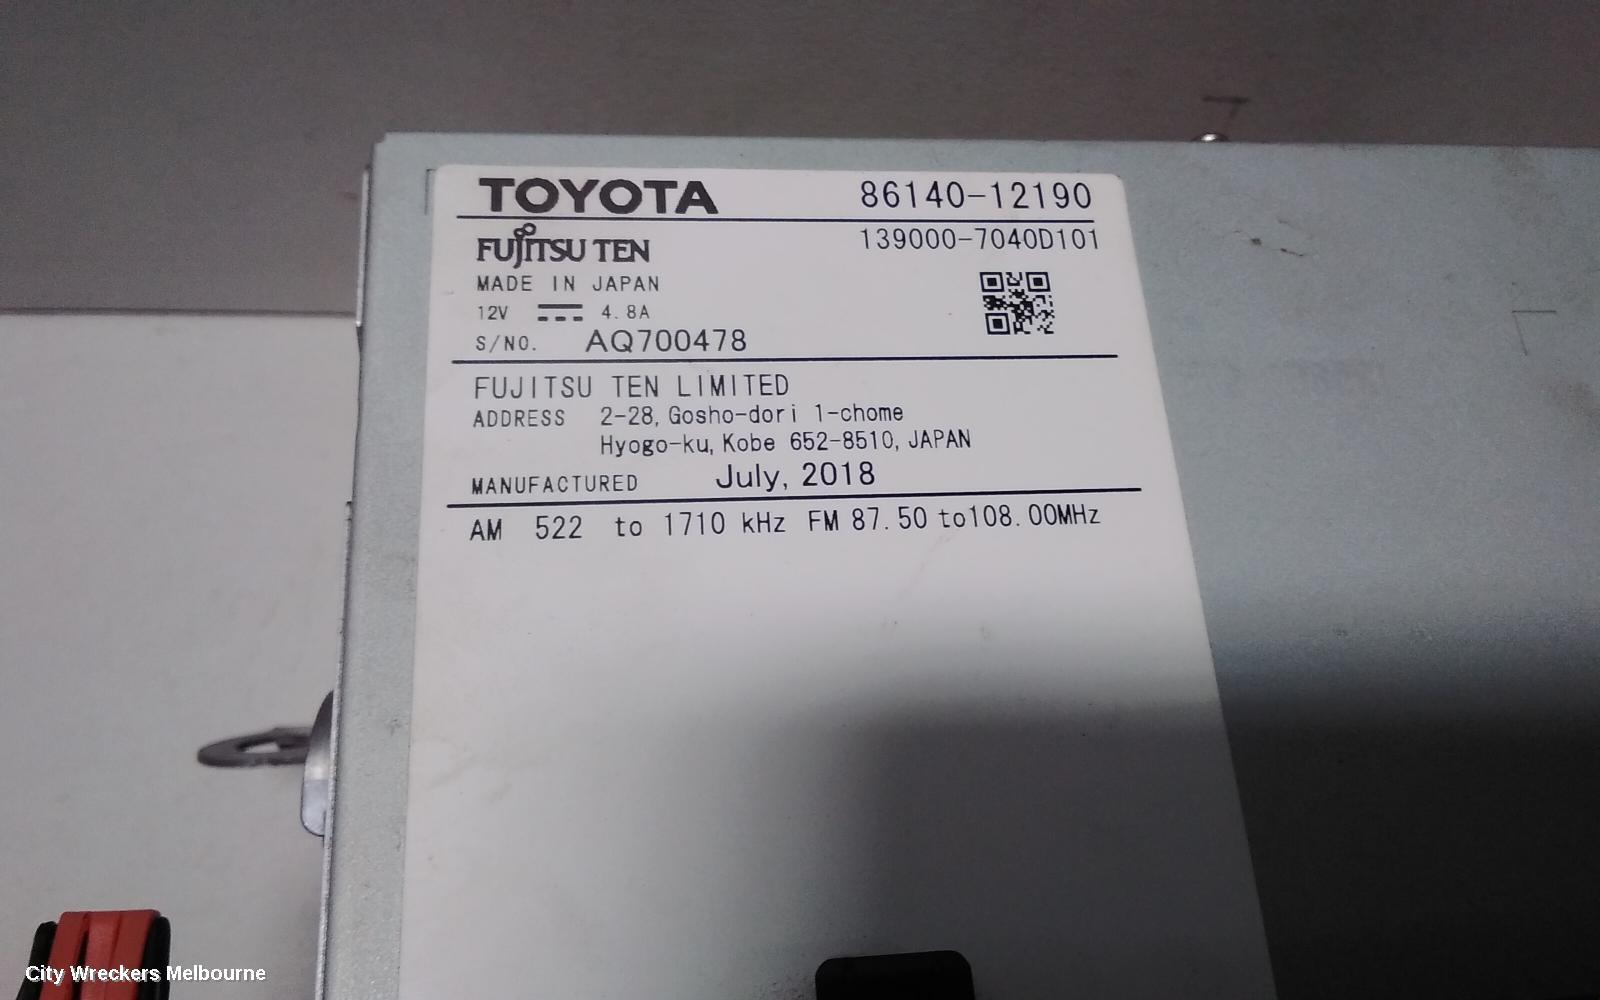 TOYOTA 86140-12190
FUJITSU TEN 139000-7040D101
MADE IN JAPAN
12V 4.8A
S/NO. AQ700478
FUJITSU TEN LIMITED
ADDRESS 2-28, Gosho-dori 1-chome
Hyogo-ku, Kobe 652-8510, JAPAN
MANUFACTURED July, 2018
AM 522 to 1710 kHz FM 87.50 to108.00MHz
City Wreckers Melbourne